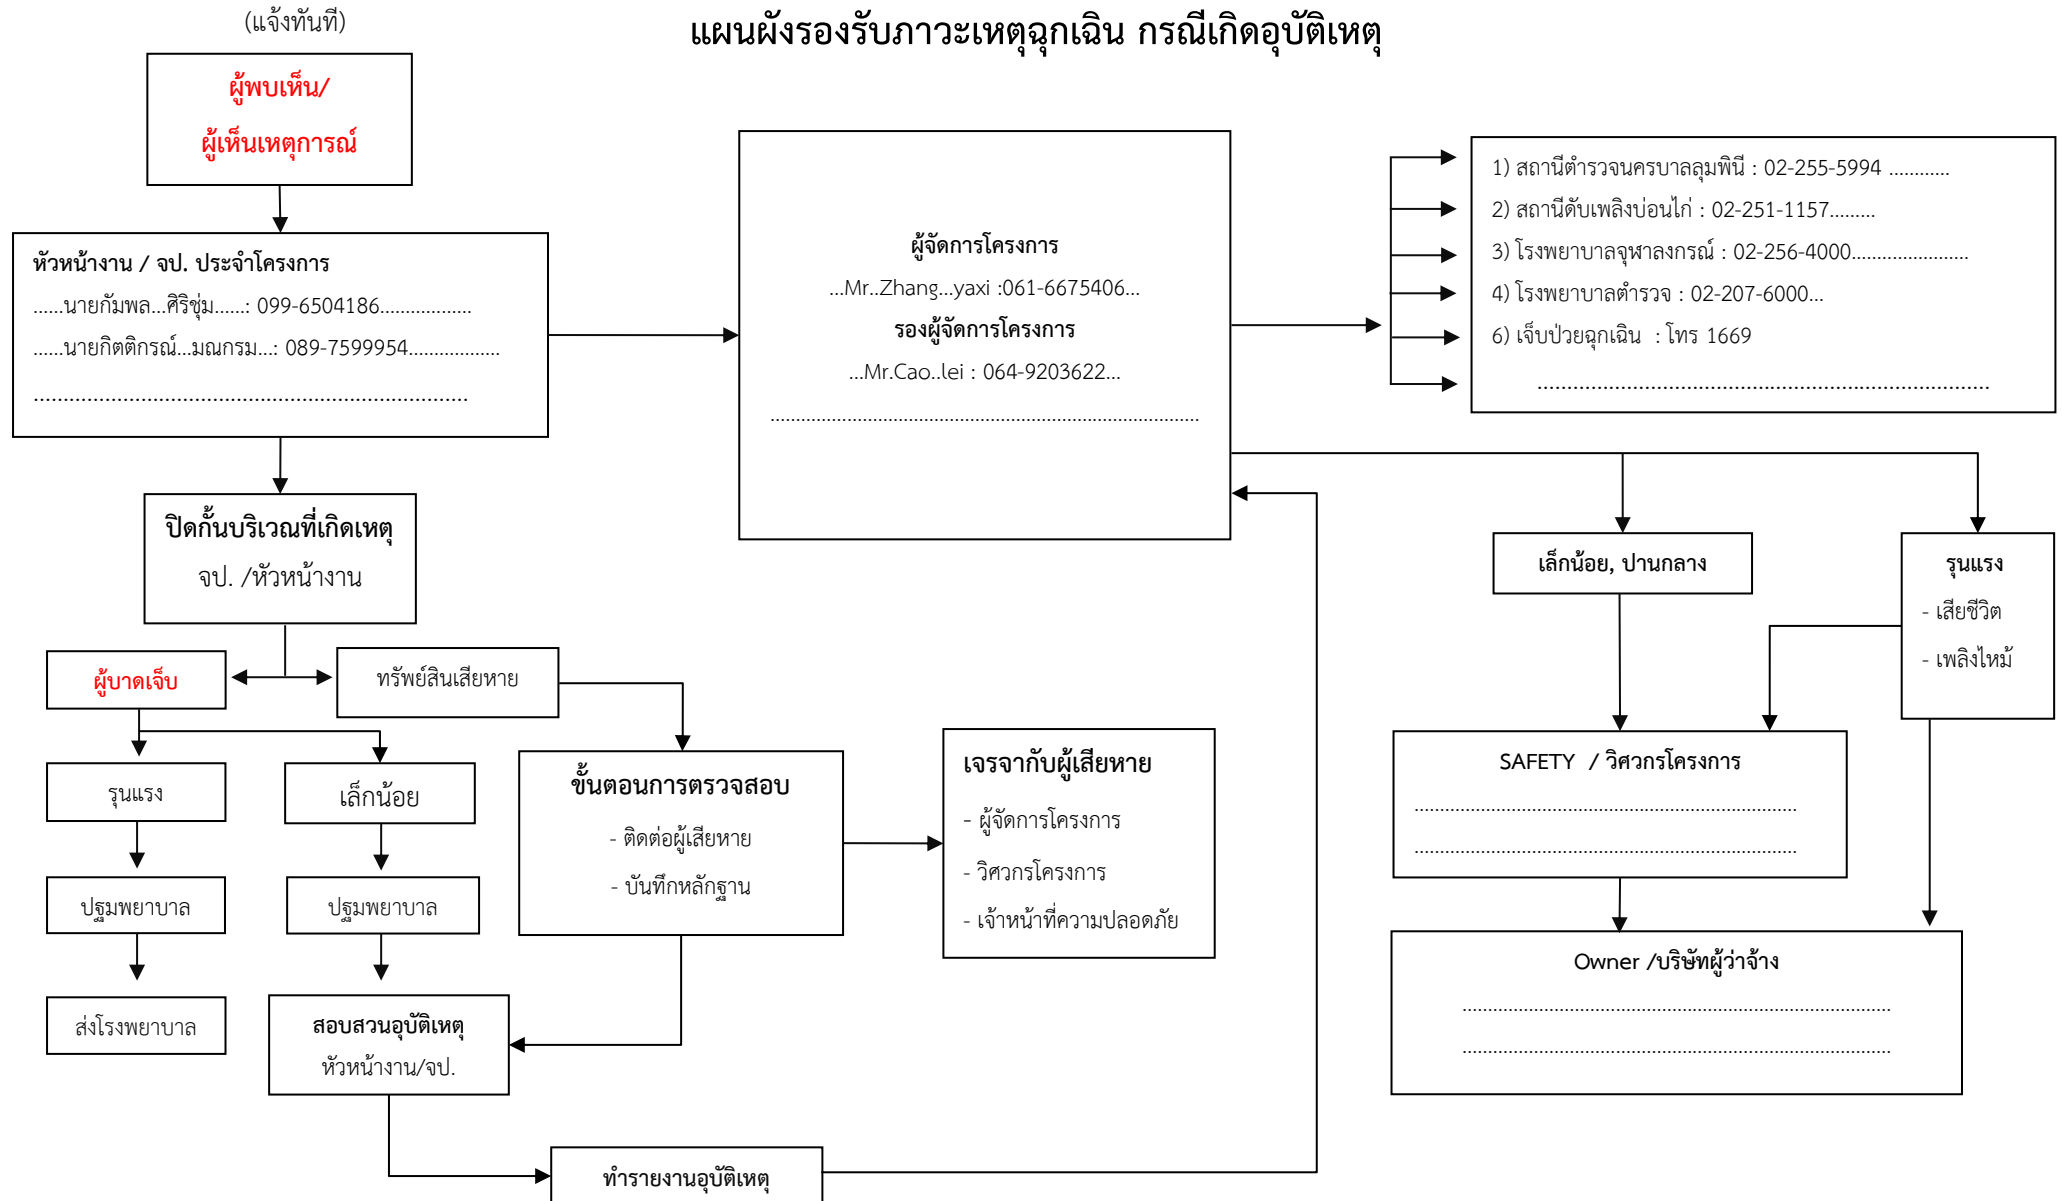 (แจ้งทันที)
แผนผังรองรับภาวะเหตุฉุกเฉิน กรณีเกิดอุบัติเหตุ
ผู้พบเห็น/
ผู้เห็นเหตุการณ์
หัวหน้างาน / จป. ประจำโครงการ
......นายกัมพล...ศิริชุ่ม.....: 099-6504186..................
......นายกิตติกรณ์...มณกรม...: 089-7599954..................
.........................................................................
ผู้จัดการโครงการ
...Mr..Zhang...yaxi :061-6675406...
รองผู้จัดการโครงการ
...Mr.Cao..lei : 064-9203622...
....................................................................................
1) สถานีตำรวจนครบาลลุมพินี : 02-255-5994 ............
2) สถานีดับเพลิงบ่อนไก่ : 02-251-1157.........
3) โรงพยาบาลจุฬาลงกรณ์ : 02-256-4000.......................
4) โรงพยาบาลตำรวจ : 02-207-6000...
6) เจ็บป่วยฉุกเฉิน : โทร 1669
............................................................................
ปิดกั้นบริเวณที่เกิดเหตุ
จป. /หัวหน้างาน
เล็กน้อย, ปานกลาง
รุนแรง
- เสียชีวิต
- เพลิงไหม้
ผู้บาดเจ็บ
ทรัพย์สินเสียหาย
รุนแรง
เล็กน้อย
ขั้นตอนการตรวจสอบ
- ติดต่อผู้เสียหาย
- บันทึกหลักฐาน
เจรจากับผู้เสียหาย
- ผู้จัดการโครงการ
- วิศวกรโครงการ
- เจ้าหน้าที่ความปลอดภัย
SAFETY / วิศวกรโครงการ
...........................................................................
...........................................................................
ปฐมพยาบาล
ปฐมพยาบาล
Owner /บริษัทผู้ว่าจ้าง
....................................................................................
....................................................................................
ส่งโรงพยาบาล
สอบสวนอุบัติเหตุ
หัวหน้างาน/จป.
ทำรายงานอุบัติเหตุ